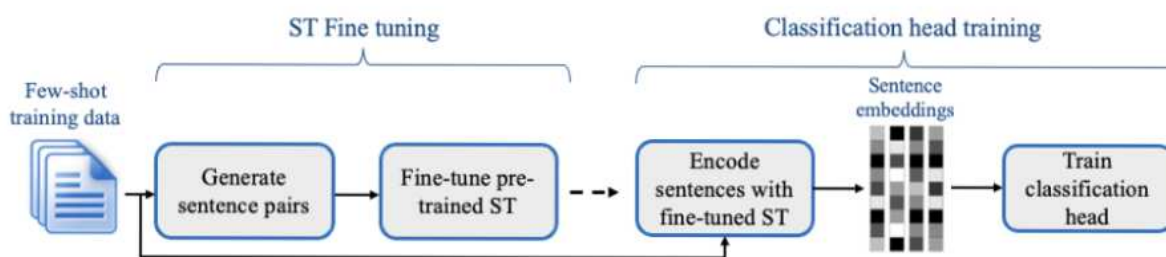 ST Fine tuning
Classification head training
Few-shot
training data
Generate
sentence pairs
Fine-tune pre-
trained ST
Encode
sentences with
fine-tuned ST
Sentence
embeddings
Train
classification
head